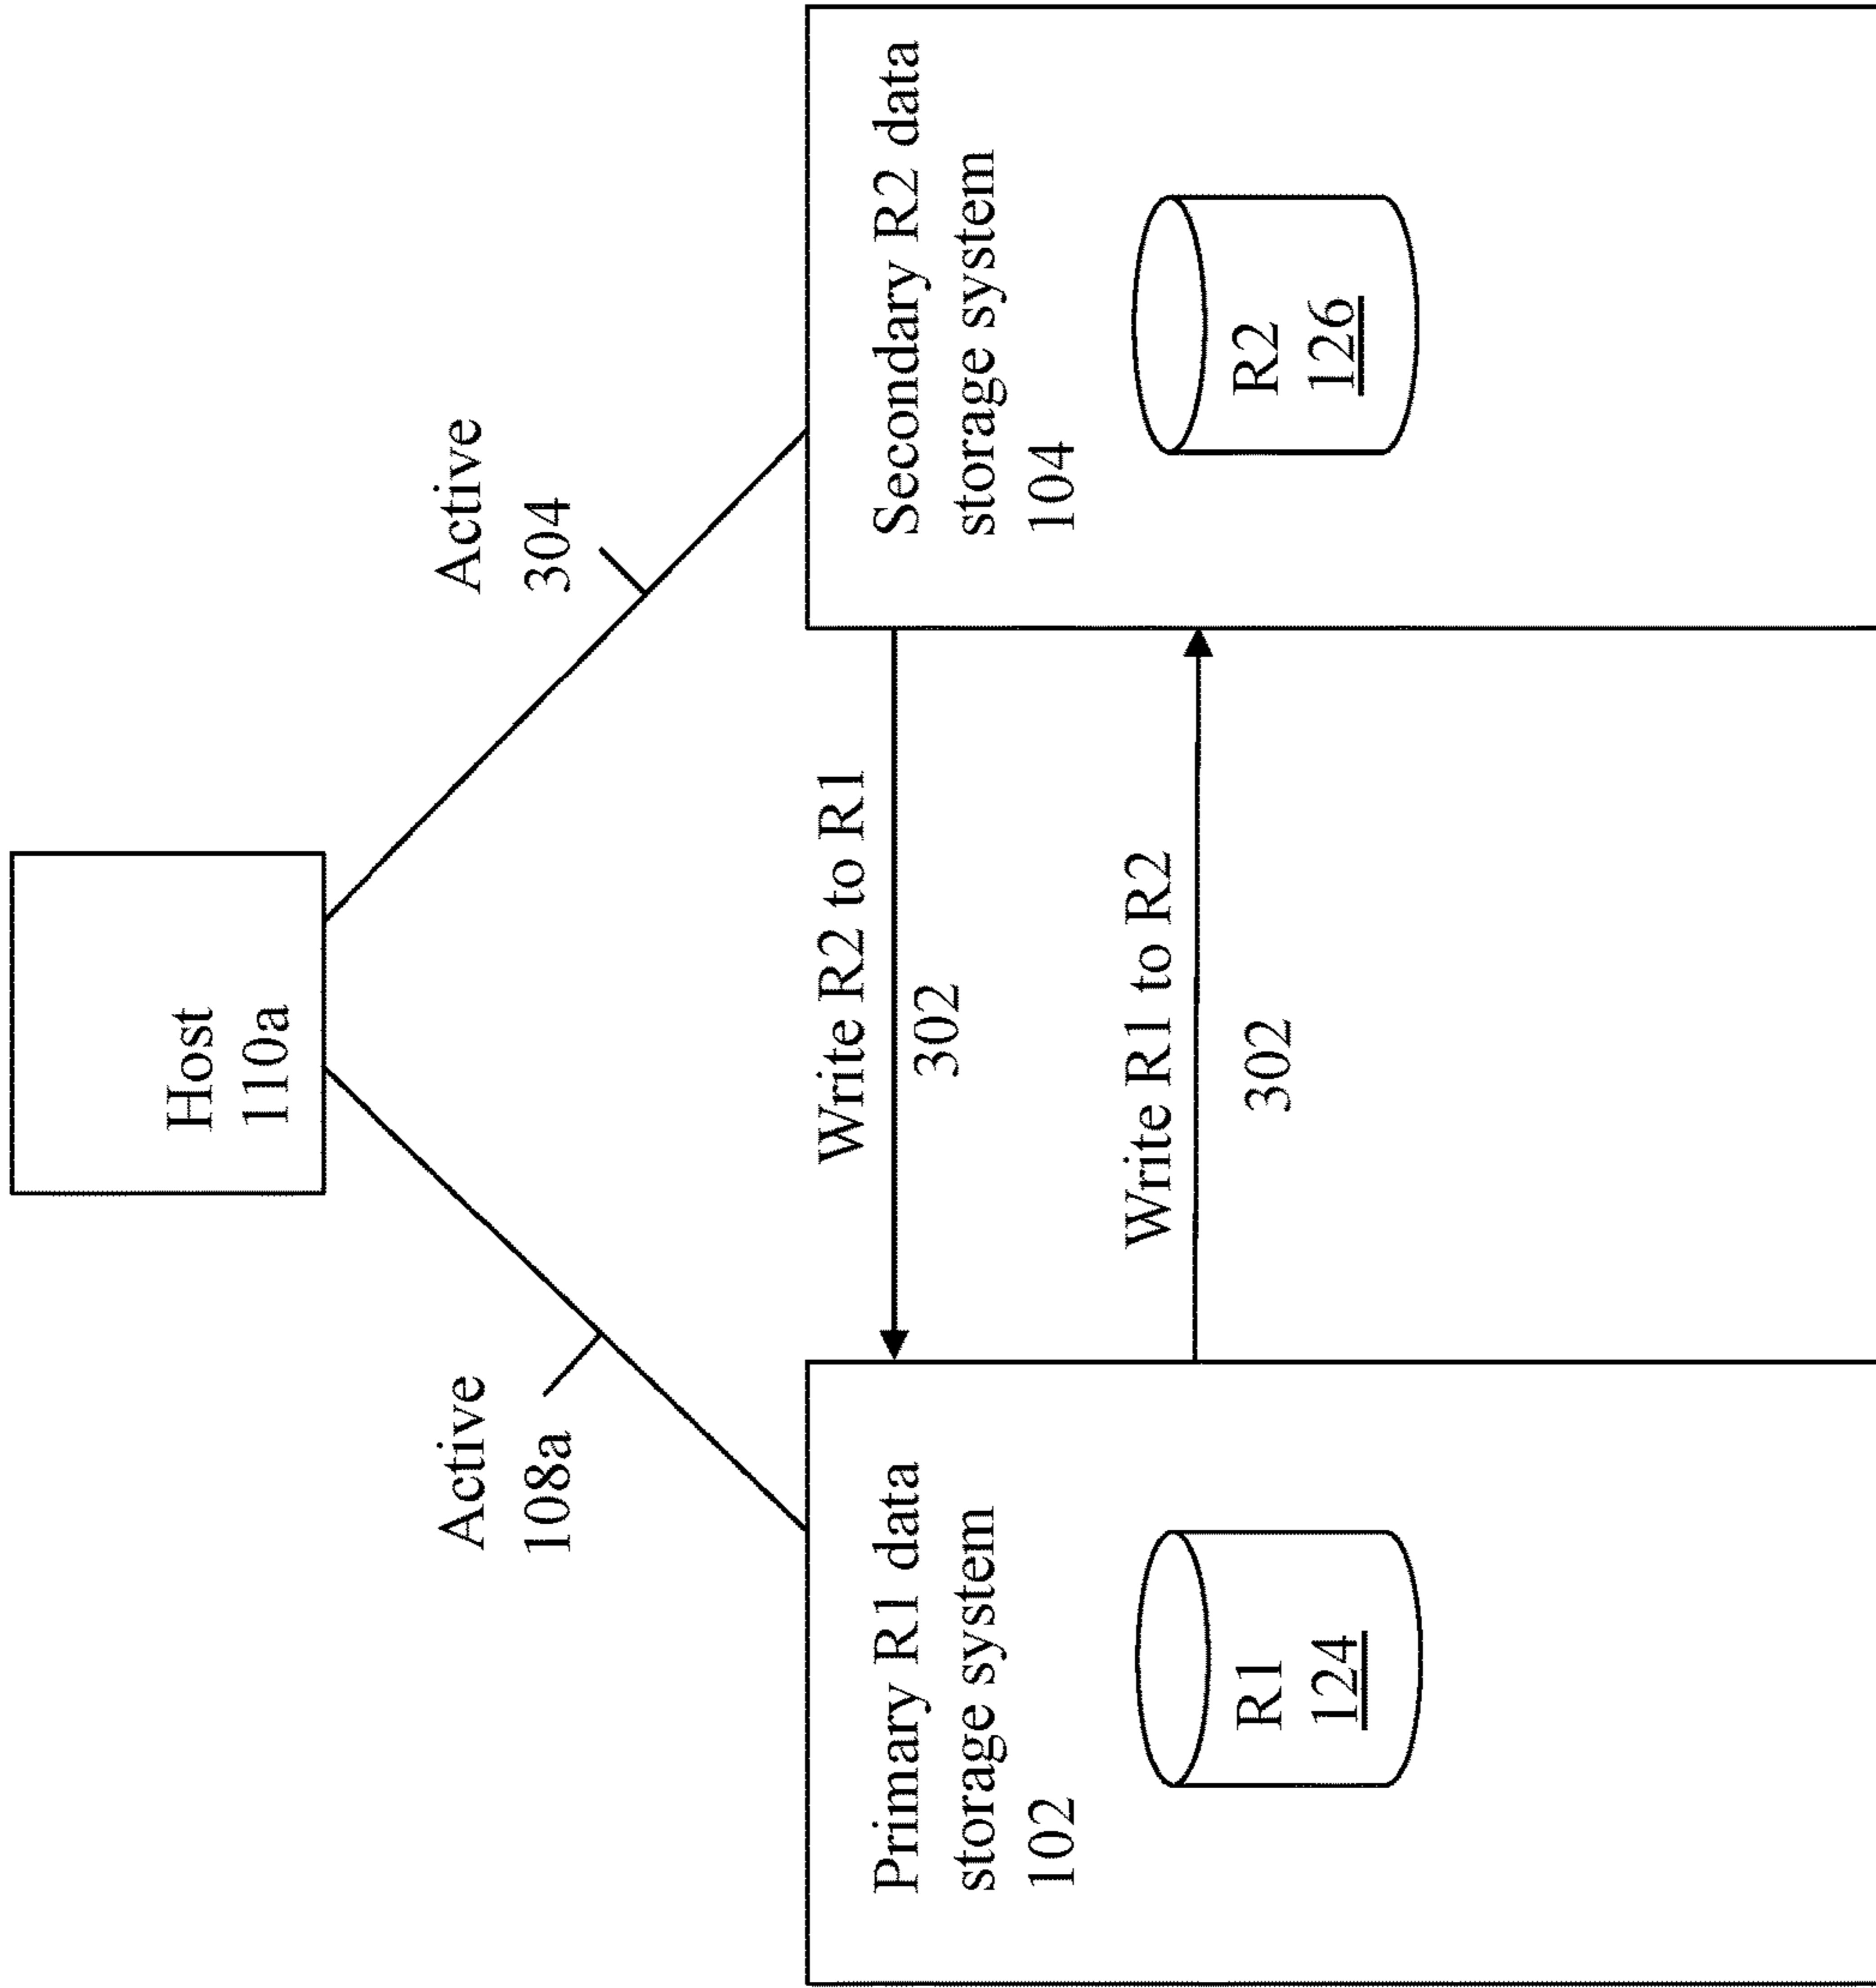 Host
110a
Active
108a
Active
304
Primary R1 data
storage system
102
R1
124
Write R2 to R1
302
Write R1 to R2
302
Secondary R2 data
storage system
104
R2
126